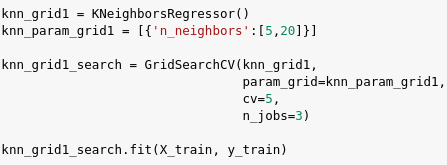 knn_grid1 = KNeighborsRegressor()
knn_param_grid1 = [{'n_neighbors':[5,20]}]
knn_grid1_search = GridSearchCV(knn_grid1,
                                param_grid=knn_param_grid1,
                                cv=5,
                                n_jobs=3)
knn_grid1_search.fit(X_train, y_train)